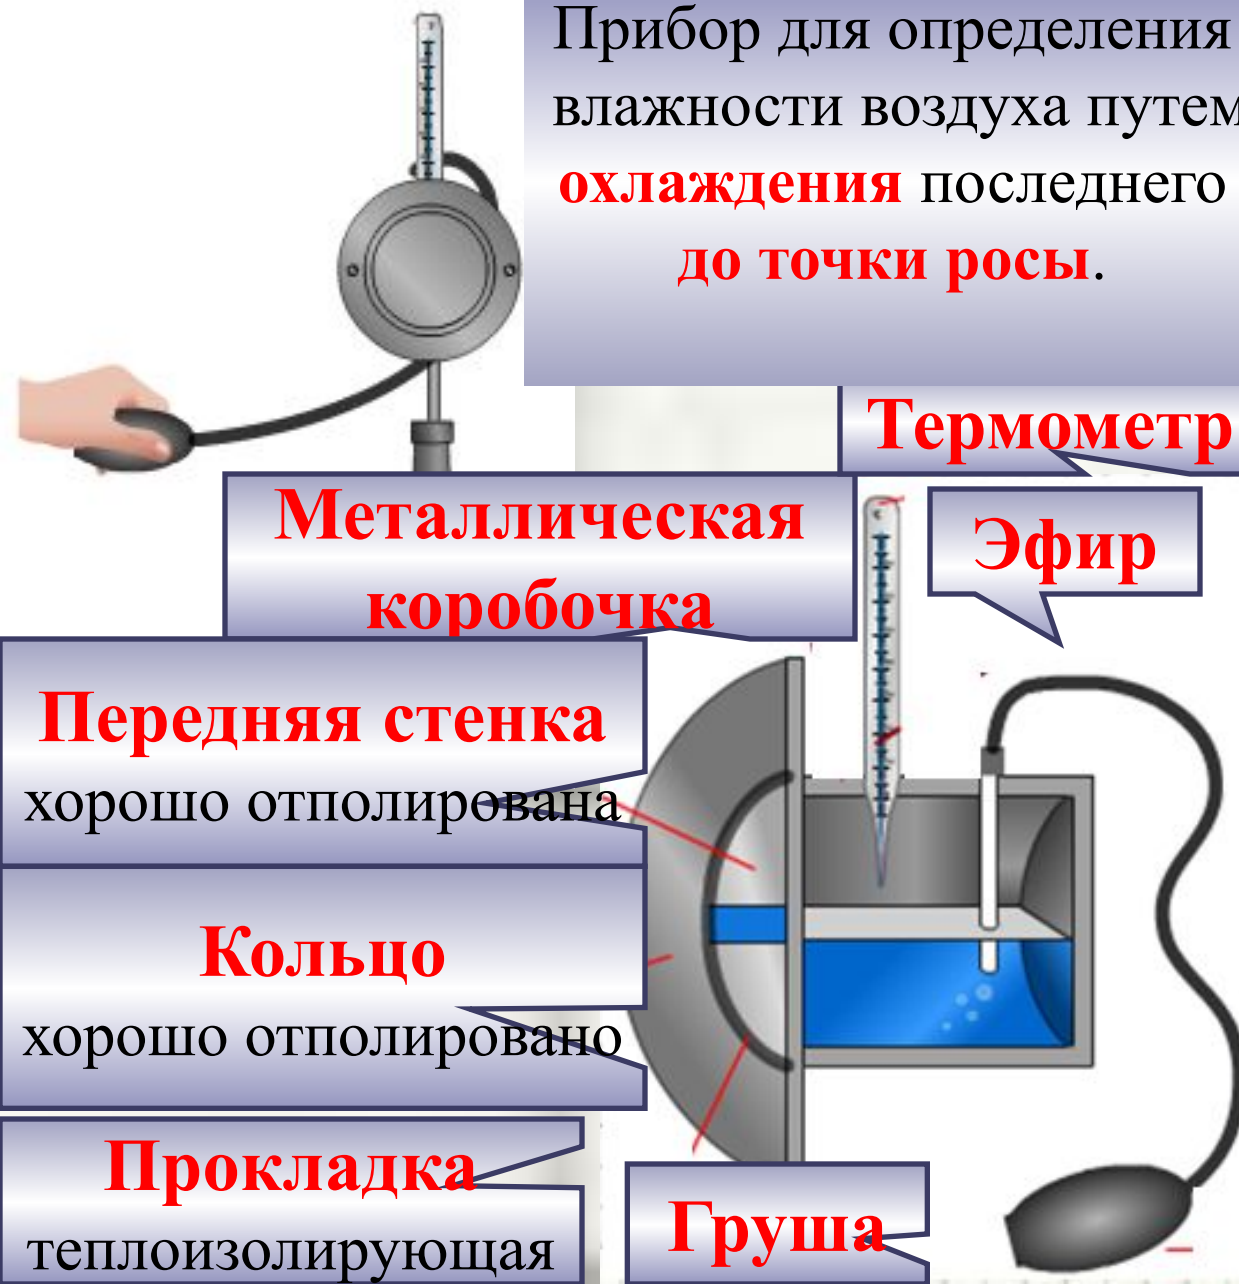 Прибор для определения
влажности воздуха путем
охлаждения последнего
до точки росы.
Термометр
Металлическая
коробочка
Эфир
Передняя стенка
хорошо отполирована
Кольцо
хорошо отполировано
Прокладка
теплоизолирующая
Груша